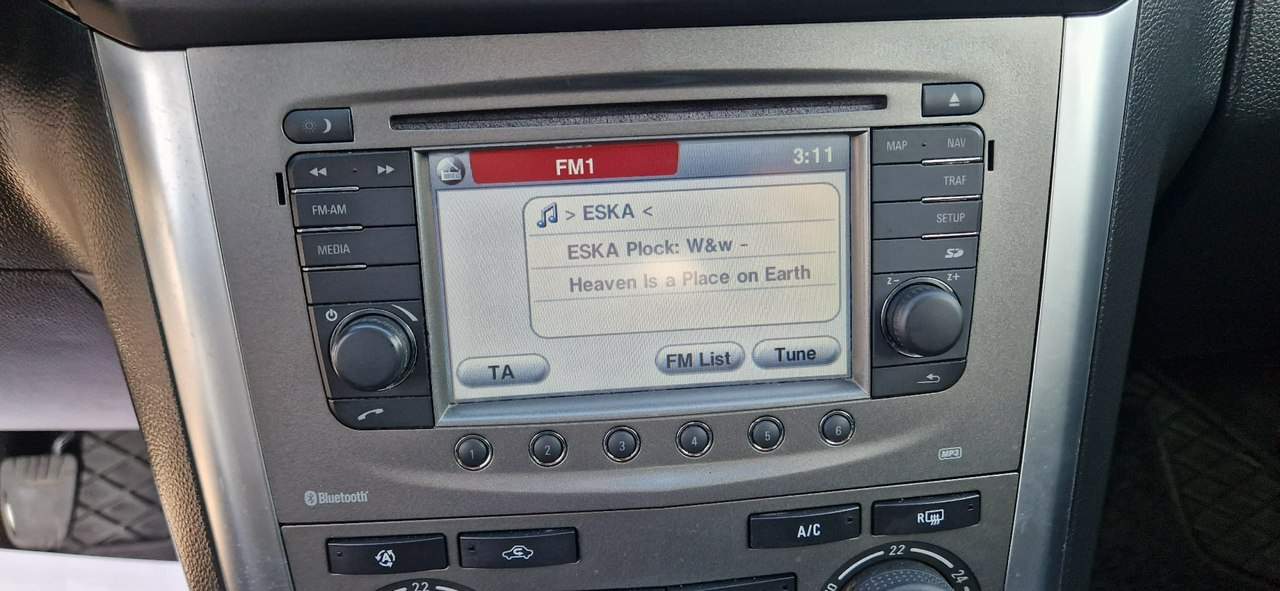 FM1
3:11
> ESKA <
ESKA Plock: W&w -
Heaven Is a Place on Earth
TA
FM List
Tune
FM-AM
MEDIA
MAP · NAV
TRAF
SETUP
SD
Z- Z+
1 2 3 4 5 6
MP3
Bluetooth
A
A/C
R
22
22
24